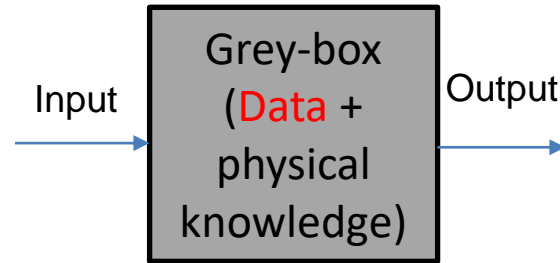 Grey-box
Input
(Data +
Output
physical
knowledge)